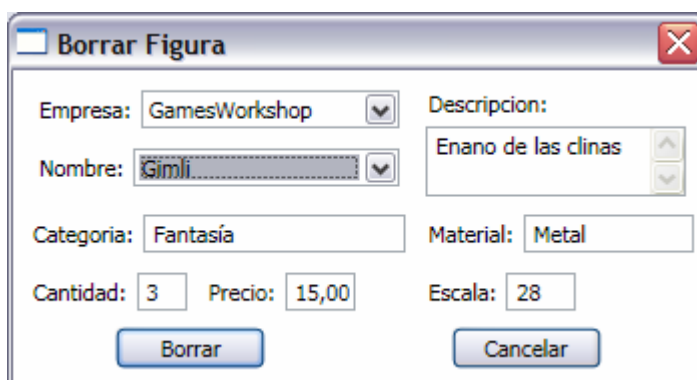 Borrar Figura
Empresa: GamesWorkshop
Descripcion:
Enano de las clinas
Nombre: Gimli
Categoria: Fantasía
Material: Metal
Cantidad: 3 Precio: 15,00 Escala: 28
Borrar
Cancelar